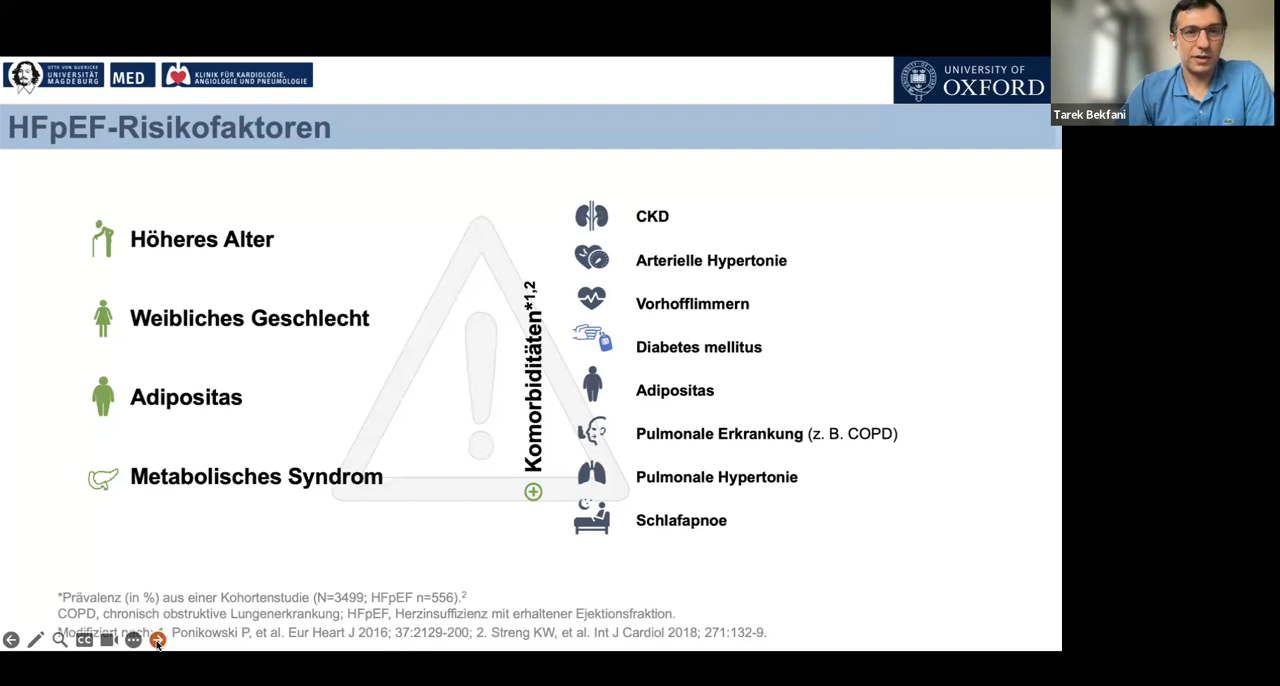 OTTO VON GUERICKE
UNIVERSITÄT
MAGDEBURG
MED
KLINIK FÜR KARDIOLOGIE,
ANGIOLOGIE UND PNEUMOLOGIE
UNIVERSITY OF
OXFORD
Tarek Bekfani
HFpEF-Risikofaktoren
Höheres Alter
Weibliches Geschlecht
Adipositas
Metabolisches Syndrom
Komorbiditäten*1,2
CKD
Arterielle Hypertonie
Vorhofflimmern
Diabetes mellitus
Adipositas
Pulmonale Erkrankung (z. B. COPD)
Pulmonale Hypertonie
Schlafapnoe
*Prävalenz (in %) aus einer Kohortenstudie (N=3499; HFpEF n=556).2
COPD, chronisch obstruktive Lungenerkrankung; HFpEF, Herzinsuffizienz mit erhaltener Ejektionsfraktion.
Modifiziert nach: 1. Ponikowski P, et al. Eur Heart J 2016; 37:2129-200; 2. Streng KW, et al. Int J Cardiol 2018; 271:132-9.
CC